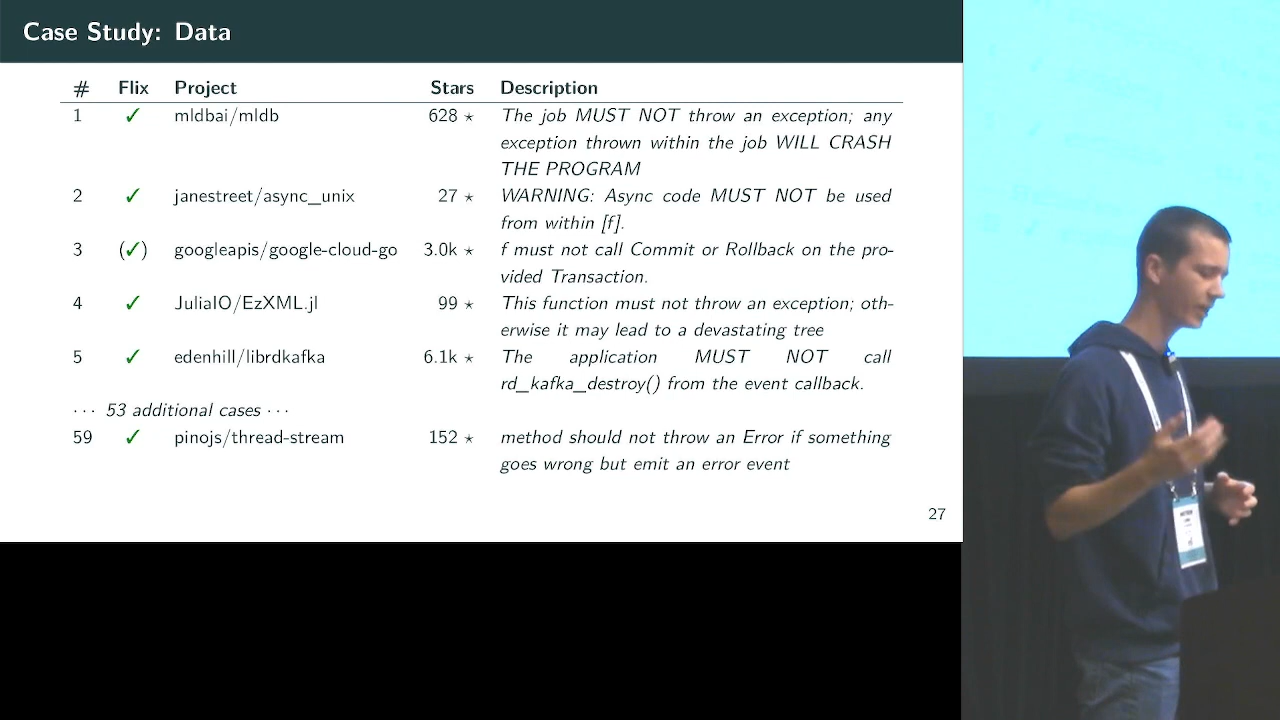 Case Study: Data
# Flix Project Stars Description
1 ✓ mldbai/mldb 628 ⋆ The job MUST NOT throw an exception; any
exception thrown within the job WILL CRASH
THE PROGRAM
2 ✓ janestreet/async_unix 27 ⋆ WARNING: Async code MUST NOT be used
from within [f].
3 (✓) googleapis/google-cloud-go 3.0k ⋆ f must not call Commit or Rollback on the pro-
vided Transaction.
4 ✓ JuliaIO/EzXML.jl 99 ⋆ This function must not throw an exception; oth-
erwise it may lead to a devastating tree
5 ✓ edenhill/librdkafka 6.1k ⋆ The application MUST NOT call
rd_kafka_destroy() from the event callback.
··· 53 additional cases ···
59 ✓ pinojs/thread-stream 152 ⋆ method should not throw an Error if something
goes wrong but emit an error event
27